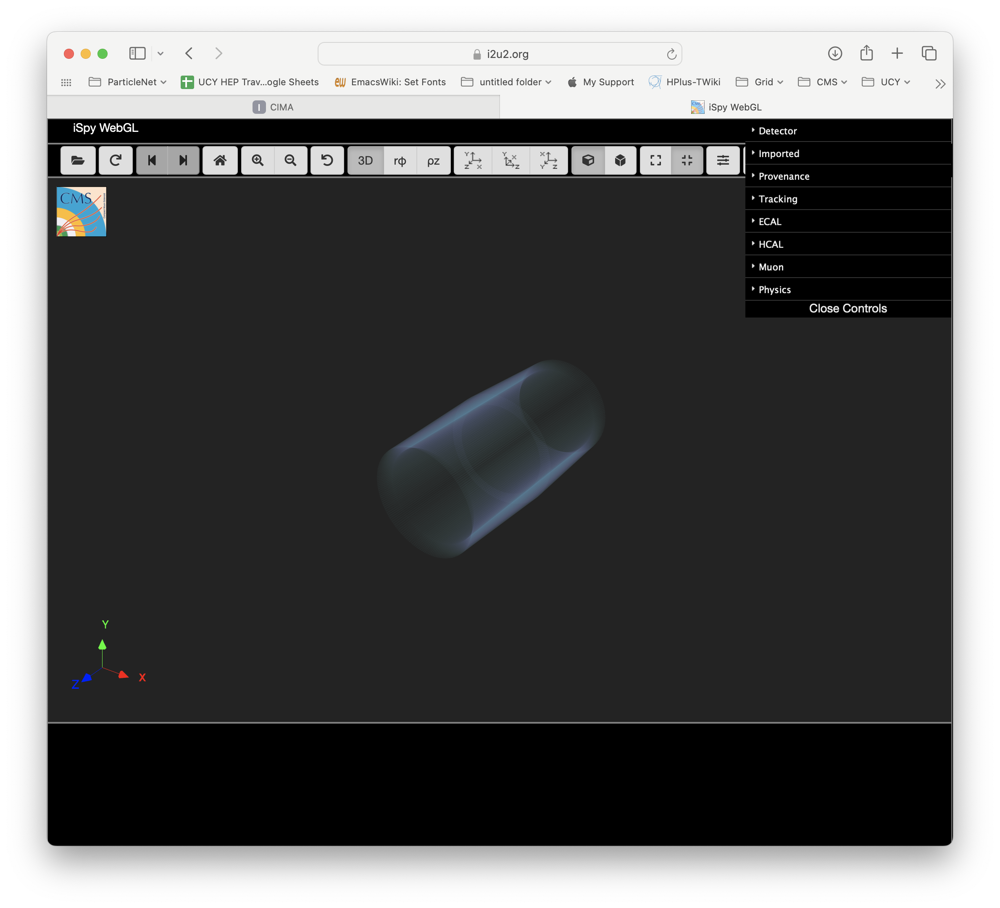 i2u2.org
ParticleNet
UCY HEP Trav...ogle Sheets
EmacsWiki: Set Fonts
untitled folder
My Support
HPlus-TWiki
Grid
CMS
UCY
I CIMA
iSpy WebGL
iSpy WebGL
3D
rϕ
ρz
Y Z X
Y X Z
X Y Z
Detector
Imported
Provenance
Tracking
ECAL
HCAL
Muon
Physics
Close Controls
CMS
Y
X
Z